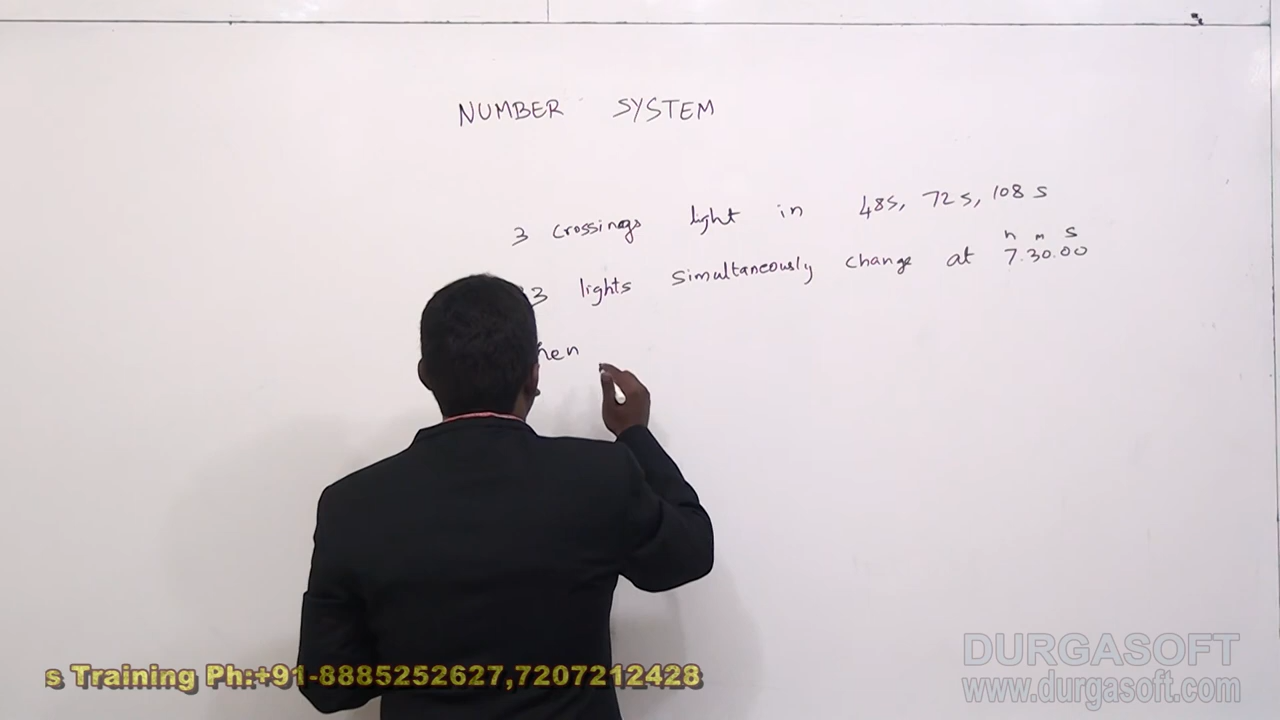 NUMBER SYSTEM
3 crossings light in 48s, 72s, 108 s
h m s
3 lights simultaneously change at 7.30.00
hen
s Training Ph:+91-8885252627,7207212428
DURGASOFT
www.durgasoft.com